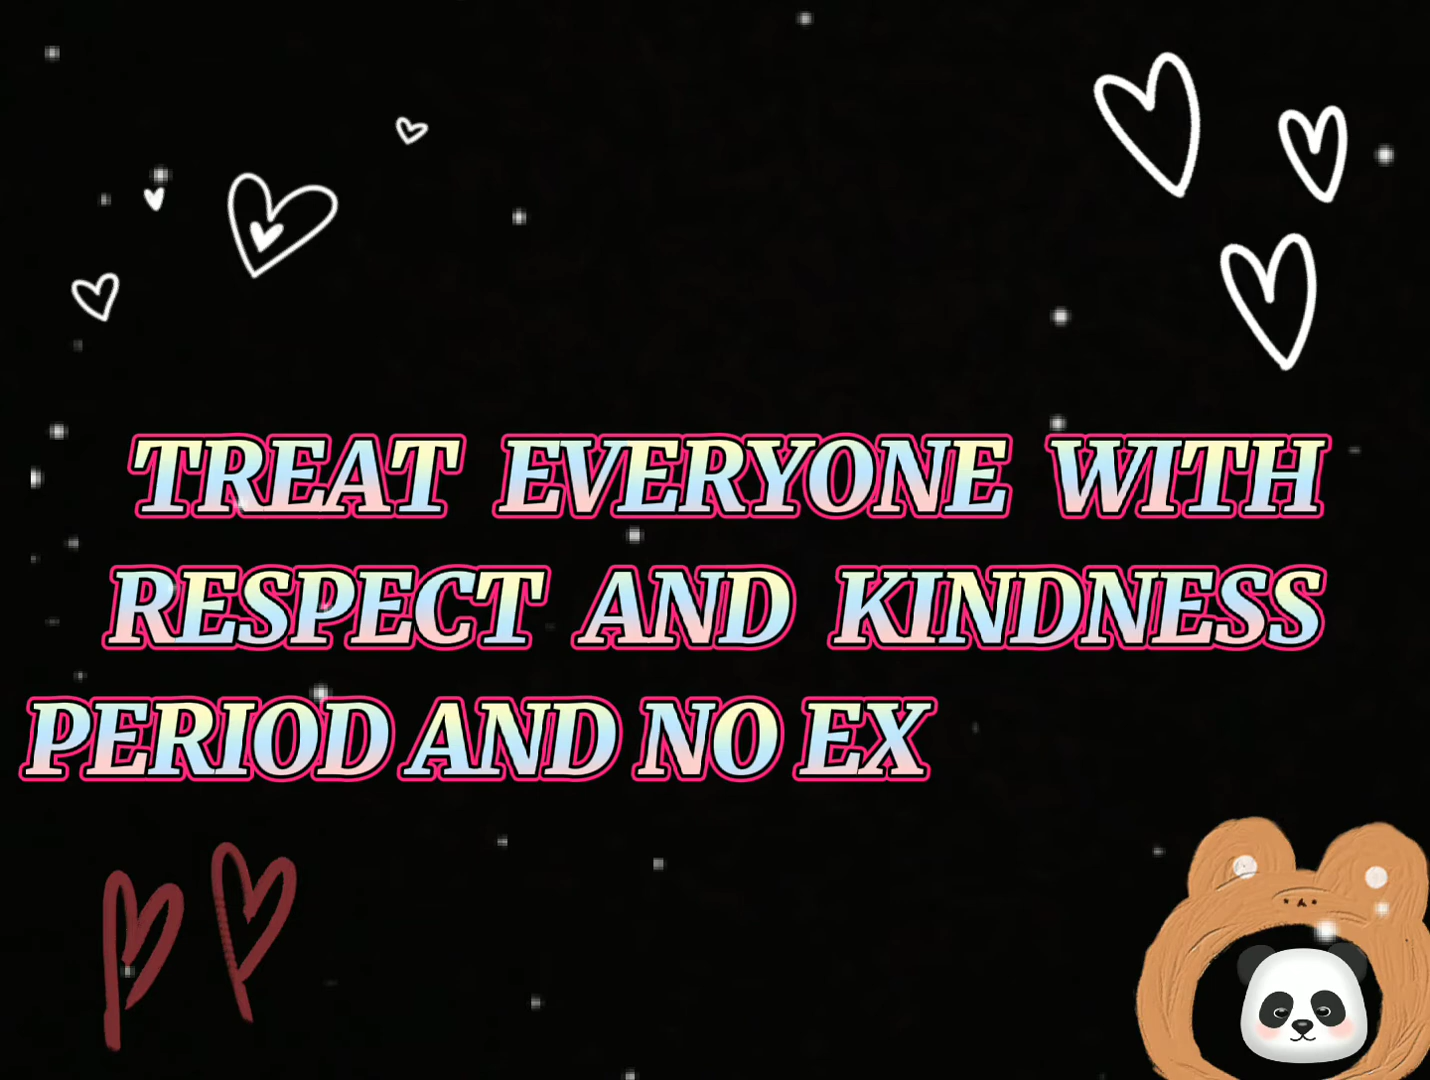 TREAT EVERYONE WITH
RESPECT AND KINDNESS
PERIOD AND NO EX